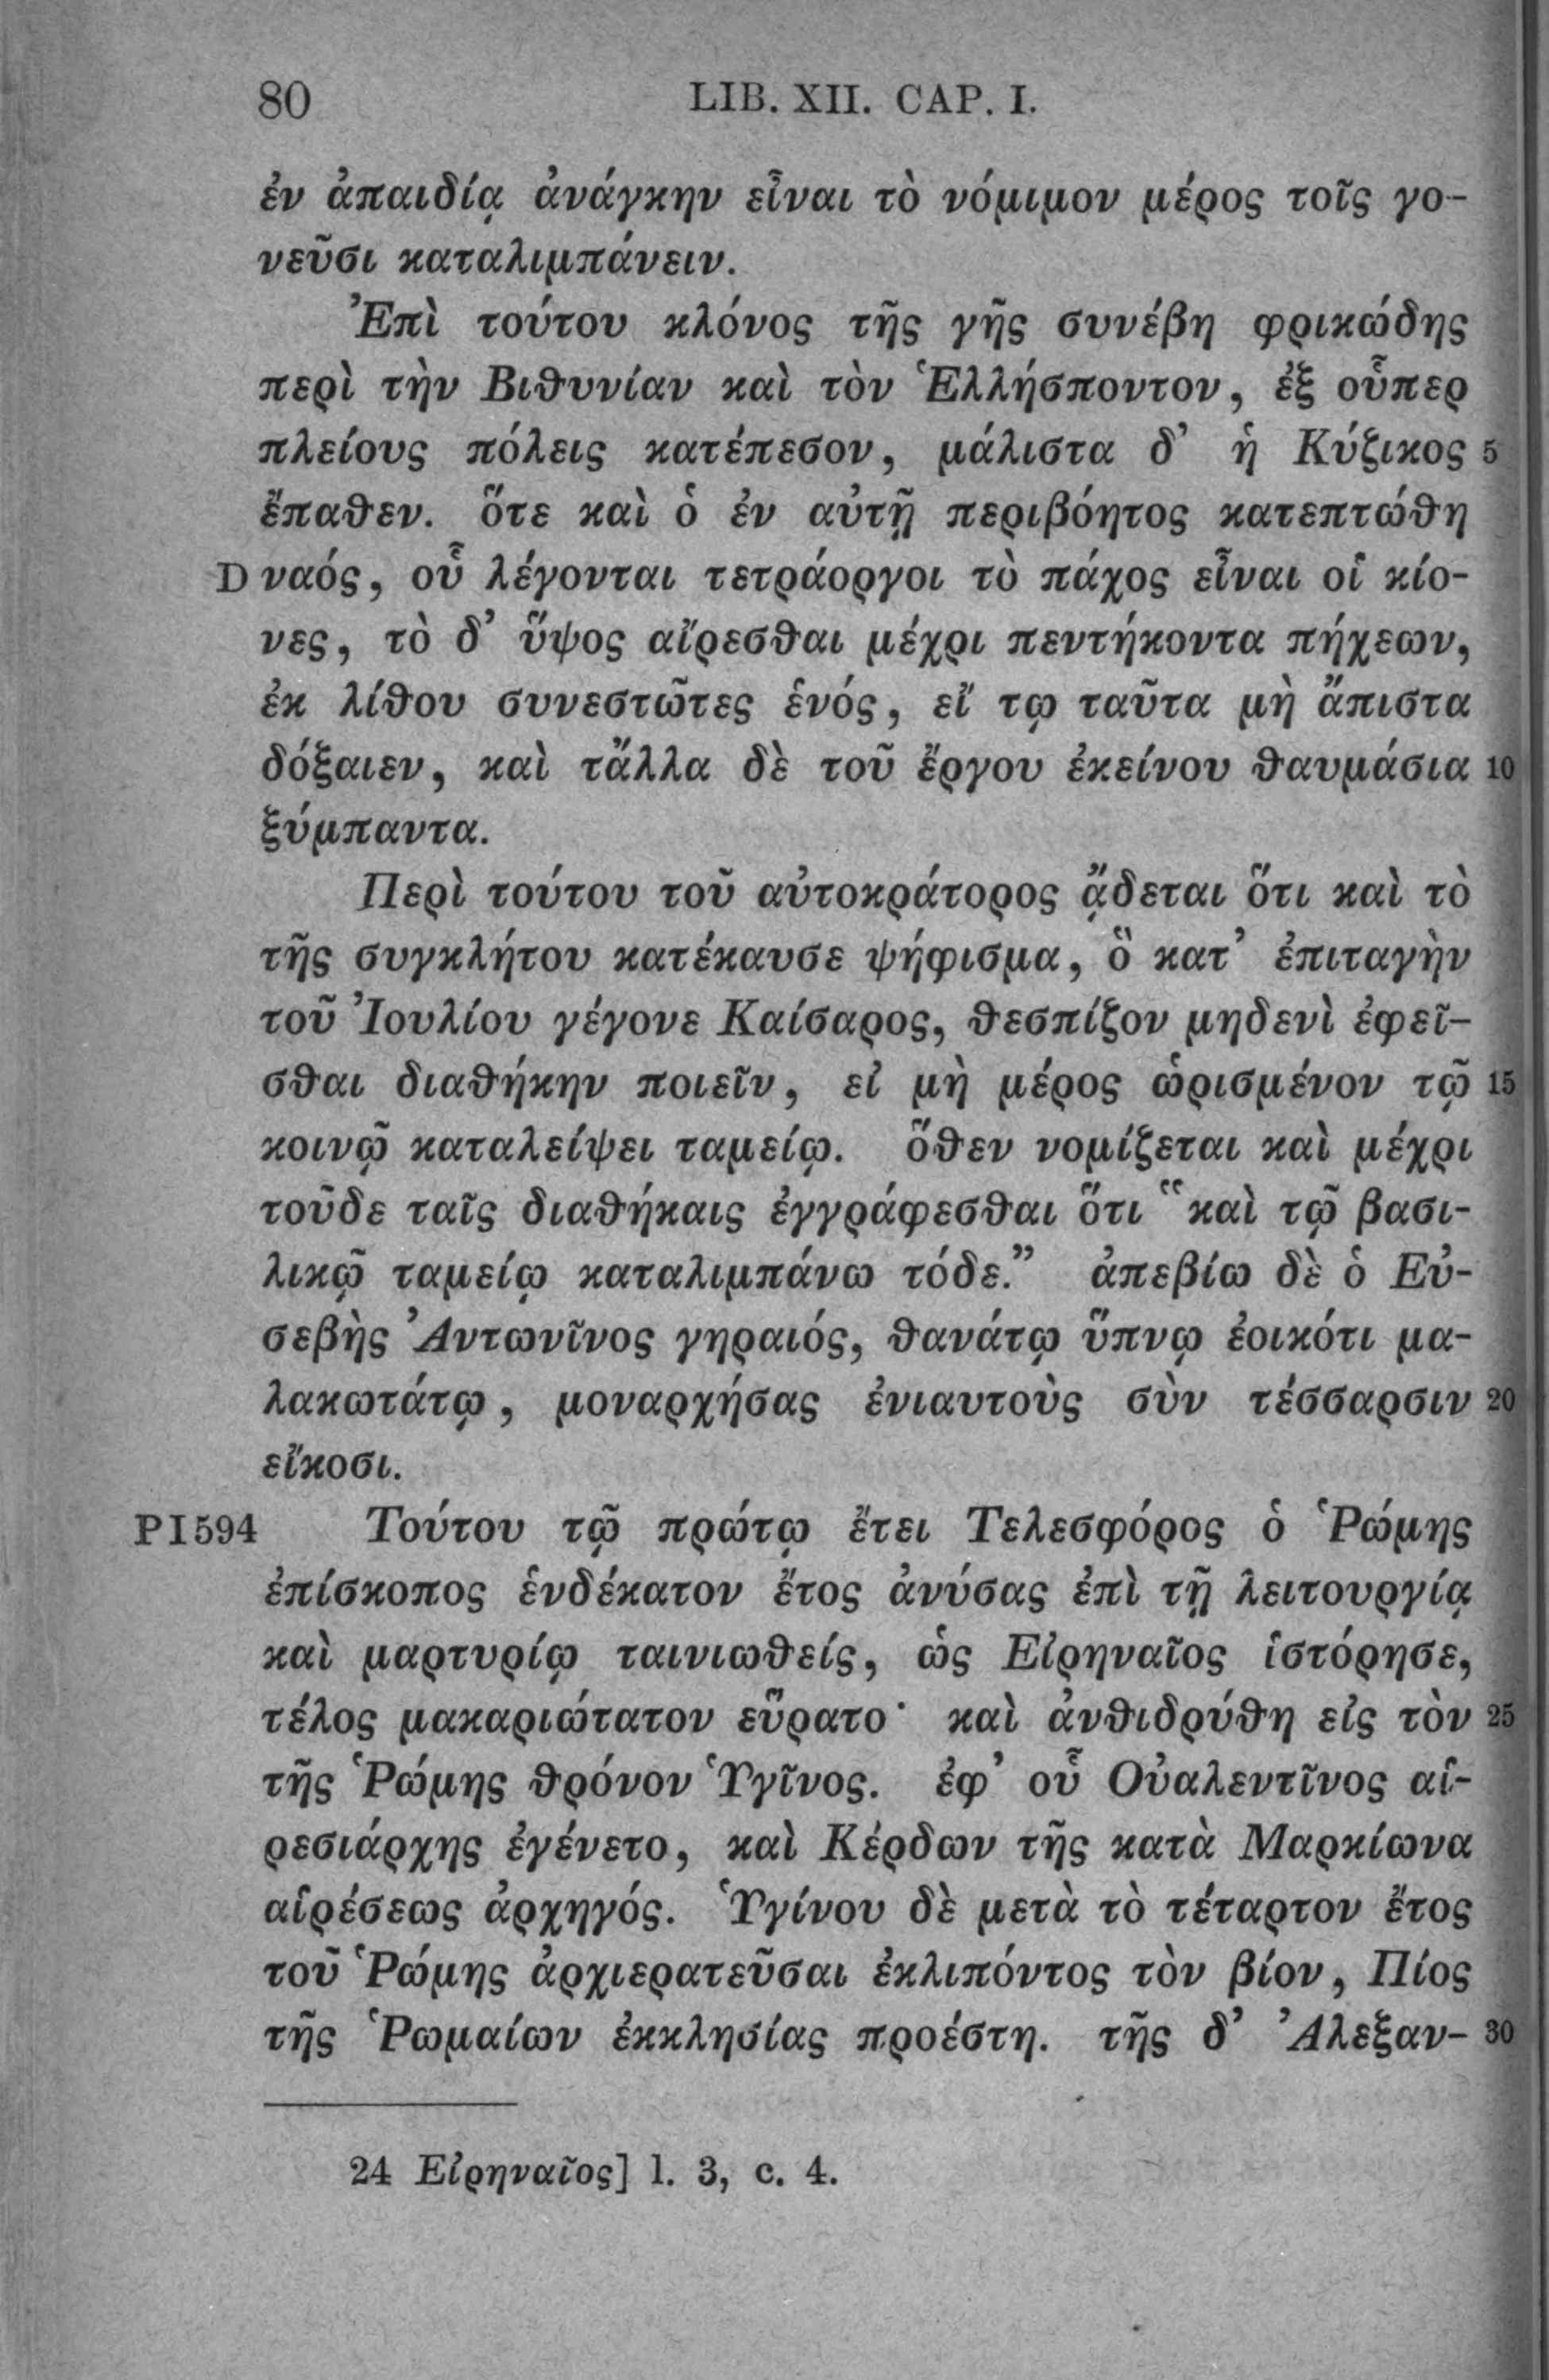 80 LIB. XII. CAP. I.
ἐν ἀπαιδίᾳ ἀνάγκην εἶναι τὸ νόμιμον μέρος τοῖς γο-
νεῦσι καταλιμπάνειν.
Ἐπὶ τούτου κλόνος τῆς γῆς συνέβη φρικώδης
περὶ τὴν Βιθυνίαν καὶ τὸν Ἑλλήσποντον, ἐξ οὗπερ
πλείους πόλεις κατέπεσον, μάλιστα δ’ ἡ Κύζικος 5
ἔπαθεν. ὅτε καὶ ὁ ἐν αὐτῇ περιβόητος κατεπτώθη
D ναός, οὗ λέγονται τετράοργοι τὸ πάχος εἶναι οἱ κίο-
νες, τὸ δ’ ὕψος αἴρεσθαι μέχρι πεντήκοντα πήχεων,
ἐκ λίθου συνεστῶτες ἑνός, εἴ τῳ ταῦτα μὴ ἄπιστα
δόξαιεν, καὶ τἄλλα δὲ τοῦ ἔργου ἐκείνου θαυμάσια 10
ξύμπαντα.
Περὶ τούτου τοῦ αὐτοκράτορος ᾄδεται ὅτι καὶ τὸ
τῆς συγκλήτου κατέκαυσε ψήφισμα, ὃ κατ’ ἐπιταγὴν
τοῦ Ἰουλίου γέγονε Καίσαρος, θεσπίζον μηδενὶ ἐφεῖ-
σθαι διαθήκην ποιεῖν, εἰ μὴ μέρος ὡρισμένον τῷ 15
κοινῷ καταλείψει ταμείῳ. ὅθεν νομίζεται καὶ μέχρι
τοῦδε ταῖς διαθήκαις ἐγγράφεσθαι ὅτι “καὶ τῷ βασι-
λικῷ ταμείῳ καταλιμπάνω τόδε.” ἀπεβίω δὲ ὁ Εὐ-
σεβὴς Ἀντωνῖνος γηραιός, θανάτῳ ὕπνῳ ἐοικότι μα-
λακωτάτῳ, μοναρχήσας ἐνιαυτοὺς σὺν τέσσαρσιν 20
εἴκοσι.
PI594 Τούτου τῷ πρώτῳ ἔτει Τελεσφόρος ὁ Ῥώμης
ἐπίσκοπος ἑνδέκατον ἔτος ἀνύσας ἐπὶ τῇ λειτουργίᾳ
καὶ μαρτυρίῳ ταινιωθείς, ὡς Εἰρηναῖος ἱστόρησε,
τέλος μακαριώτατον εὕρατο· καὶ ἀνθιδρύθη εἰς τὸν 25
τῆς Ῥώμης θρόνον Ὑγῖνος. ἐφ’ οὗ Οὐαλεντῖνος αἱ-
ρεσιάρχης ἐγένετο, καὶ Κέρδων τῆς κατὰ Μαρκίωνα
αἱρέσεως ἀρχηγός. Ὑγίνου δὲ μετὰ τὸ τέταρτον ἔτος
τοῦ Ῥώμης ἀρχιερατεῦσαι ἐκλιπόντος τὸν βίον, Πίος
τῆς Ῥωμαίων ἐκκλησίας προέστη. τῆς δ’ Ἀλεξαν- 30
24 Εἰρηναῖος] l. 3, c. 4.